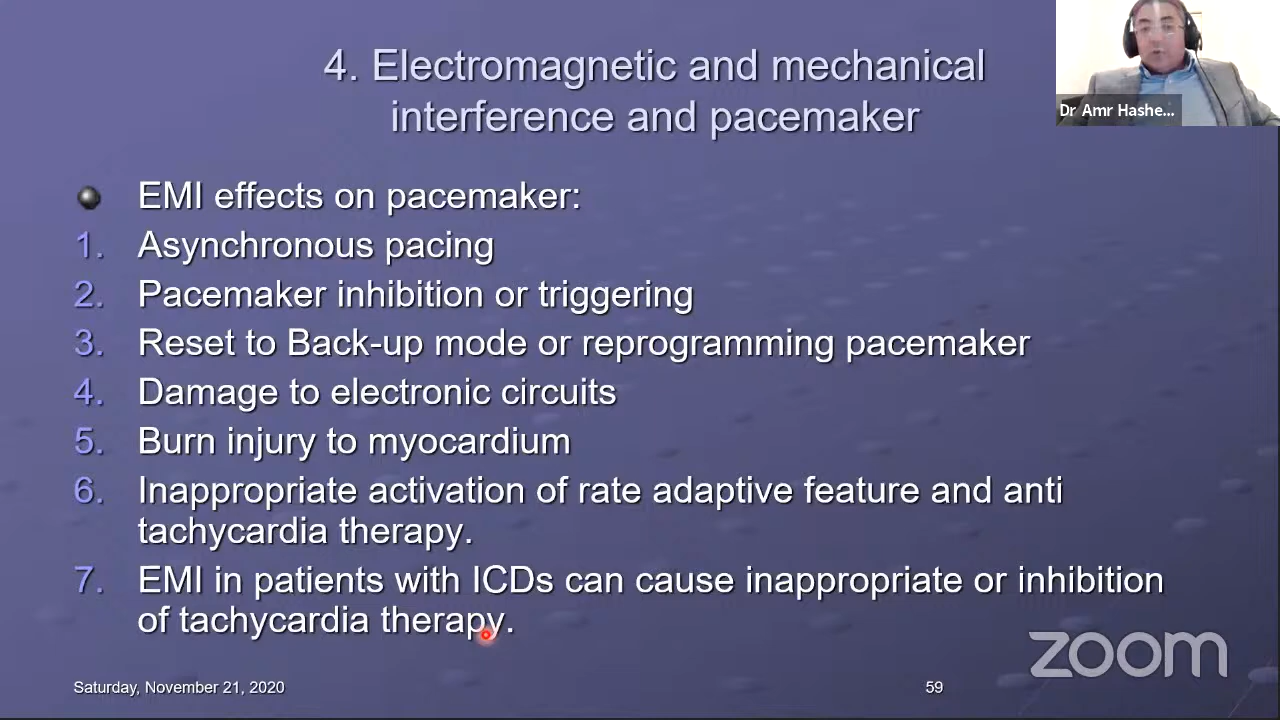 4. Electromagnetic and mechanical
interference and pacemaker
Dr Amr Hashe...
EMI effects on pacemaker:
1. Asynchronous pacing
2. Pacemaker inhibition or triggering
3. Reset to Back-up mode or reprogramming pacemaker
4. Damage to electronic circuits
5. Burn injury to myocardium
6. Inappropriate activation of rate adaptive feature and anti
tachycardia therapy.
7. EMI in patients with ICDs can cause inappropriate or inhibition
of tachycardia therapy.
zoom
Saturday, November 21, 2020
59